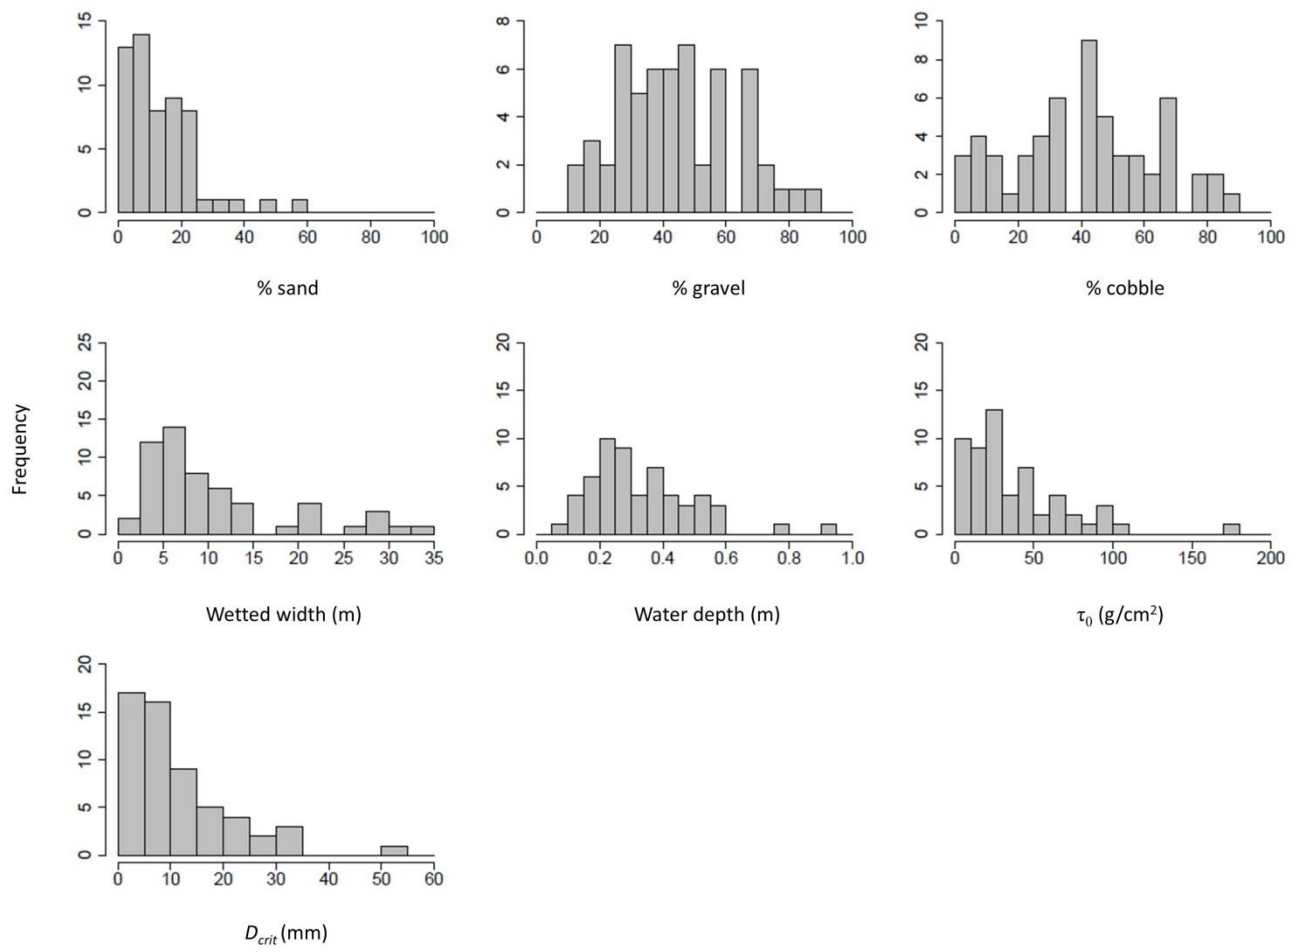 15
10
5
0
0 20 40 60 80 100
% sand
8
6
4
2
0
0 20 40 60 80 100
% gravel
10
8
6
4
2
0
0 20 40 60 80 100
% cobble
Frequency
25
20
15
10
5
0
0 5 10 15 20 25 30 35
Wetted width (m)
20
15
10
5
0
0.0 0.2 0.4 0.6 0.8 1.0
Water depth (m)
20
15
10
5
0
0 50 100 150 200
τ₀ (g/cm²)
20
15
10
5
0
0 10 20 30 40 50 60
D_crit (mm)